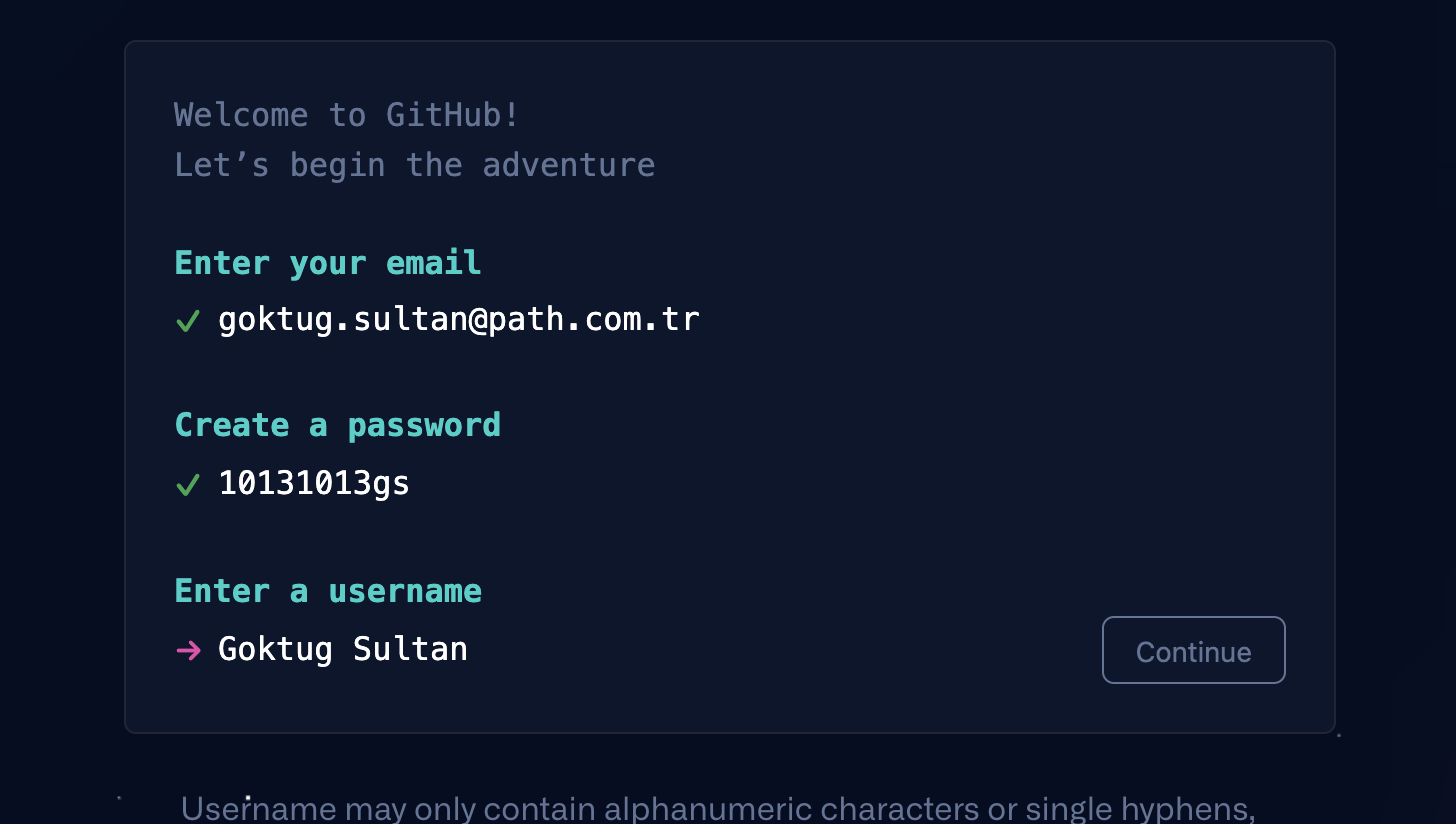 Welcome to GitHub!
Let’s begin the adventure
Enter your email
✓ goktug.sultan@path.com.tr
Create a password
✓ 10131013gs
Enter a username
→ Goktug Sultan
Continue
Username may only contain alphanumeric characters or single hyphens,